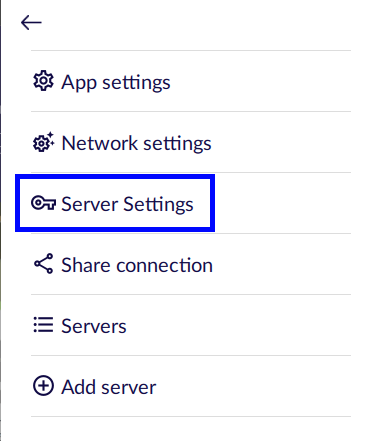 App settings
Network settings
Server Settings
Share connection
Servers
Add server